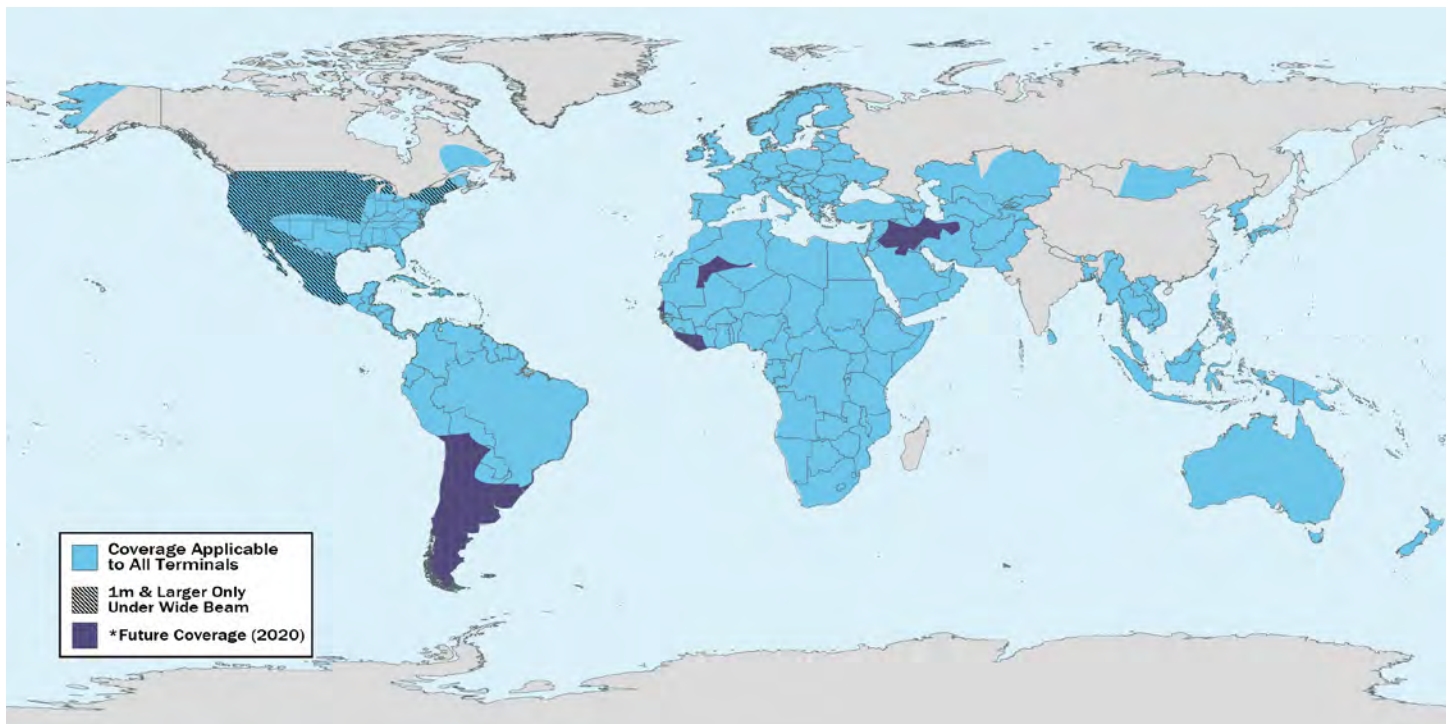 Coverage Applicable
to All Terminals
1m & Larger Only
Under Wide Beam
*Future Coverage (2020)